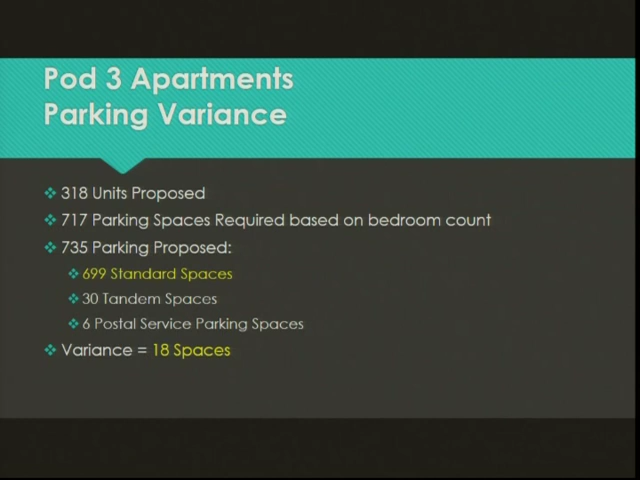 Pod 3 Apartments
Parking Variance
318 Units Proposed
717 Parking Spaces Required based on bedroom count
735 Parking Proposed:
699 Standard Spaces
30 Tandem Spaces
6 Postal Service Parking Spaces
Variance = 18 Spaces